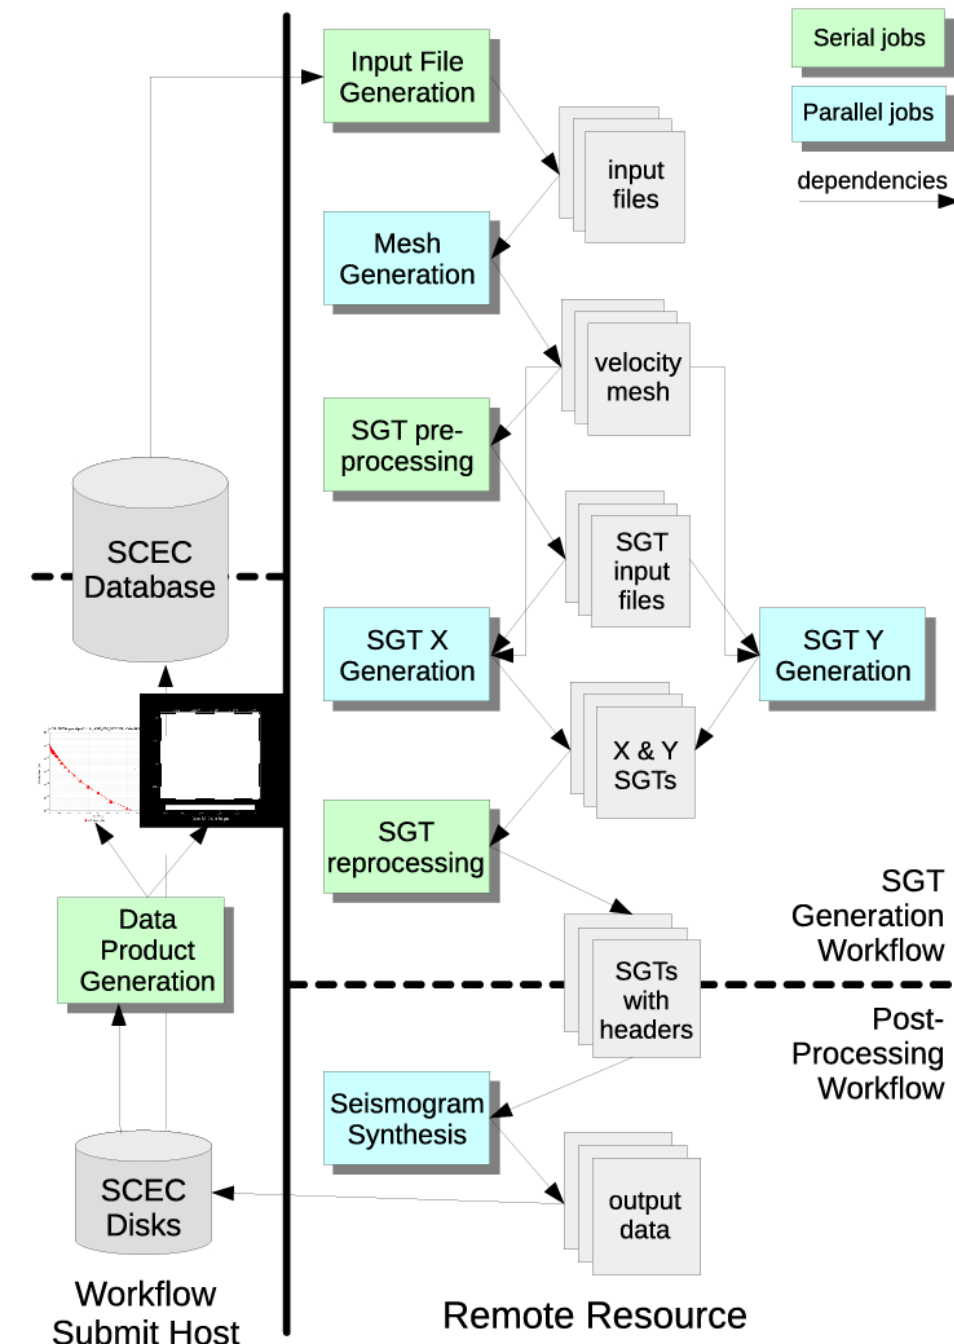 Input File
Generation
Serial jobs
Parallel jobs
dependencies
input
files
Mesh
Generation
velocity
mesh
SGT pre-
processing
SGT
input
files
SCEC
Database
SGT X
Generation
SGT Y
Generation
X & Y
SGTs
SGT
reprocessing
SGT
Generation
Workflow
Data
Product
Generation
SGTs
with
headers
Post-
Processing
Workflow
Seismogram
Synthesis
SCEC
Disks
output
data
Workflow
Submit Host
Remote Resource